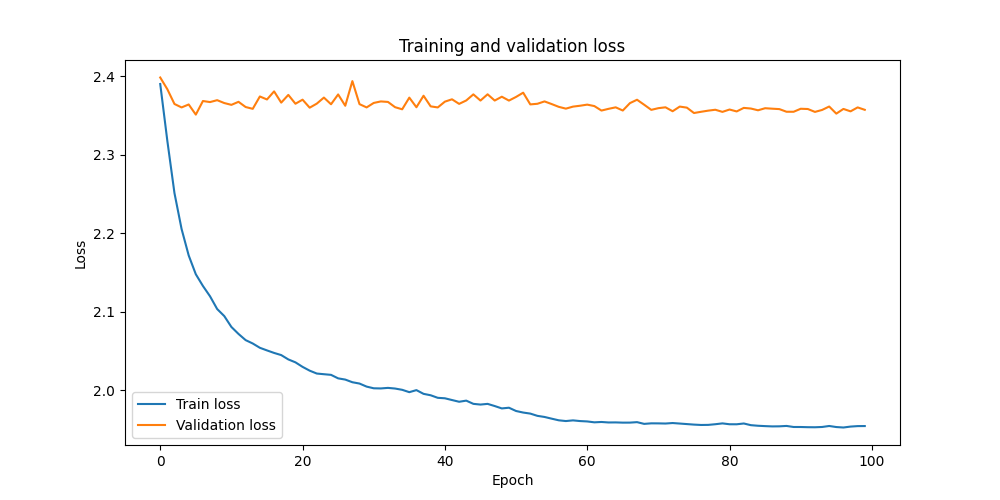 Training and validation loss
2.4
2.3
2.2
2.1
2.0
Loss
Train loss
Validation loss
0 20 40 60 80 100
Epoch